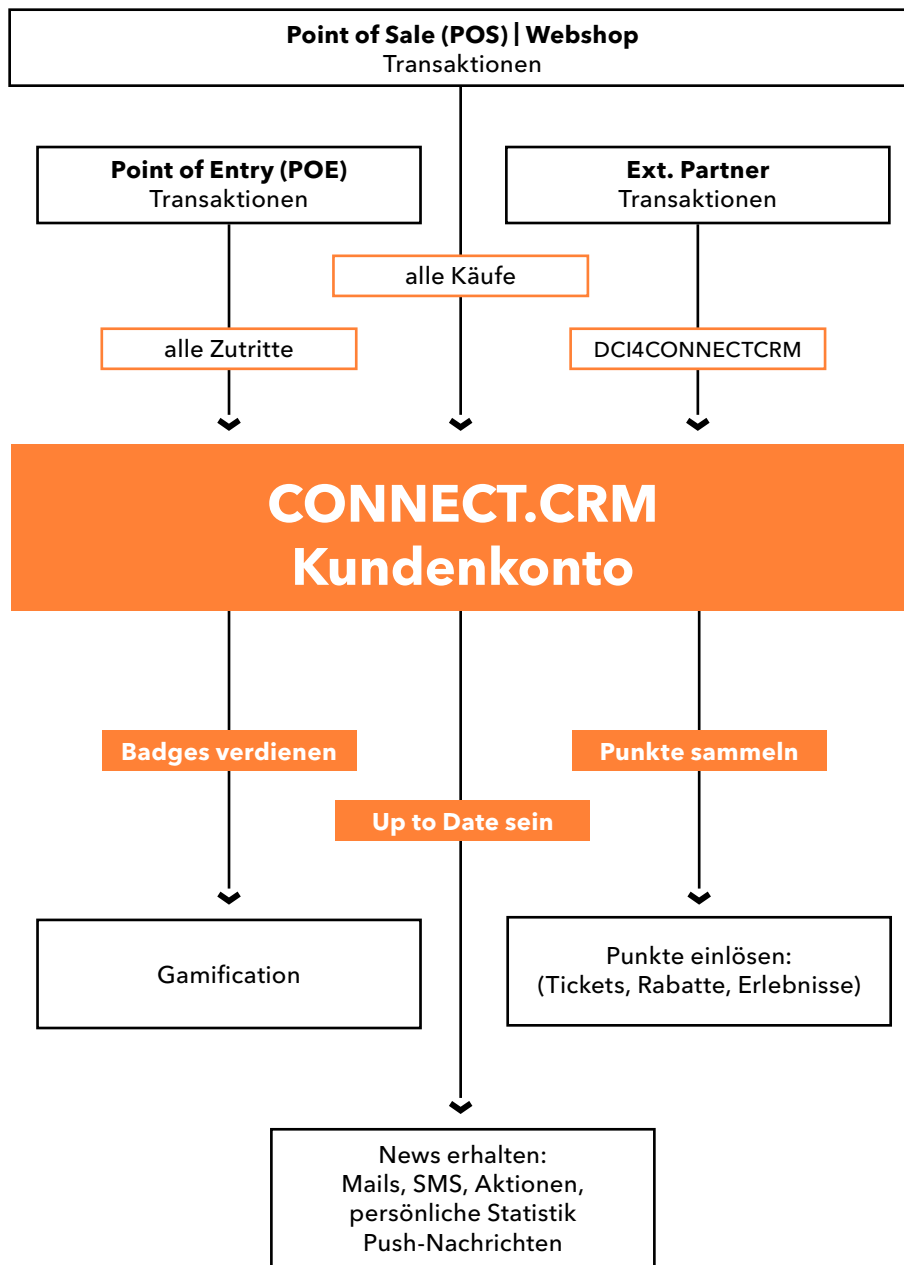 Point of Sale (POS) | Webshop
Transaktionen
Point of Entry (POE)
Transaktionen
Ext. Partner
Transaktionen
alle Käufe
alle Zutritte
DCI4CONNECTCRM
CONNECT.CRM
Kundenkonto
Badges verdienen
Punkte sammeln
Up to Date sein
Gamification
Punkte einlösen:
(Tickets, Rabatte, Erlebnisse)
News erhalten:
Mails, SMS, Aktionen,
persönliche Statistik
Push-Nachrichten